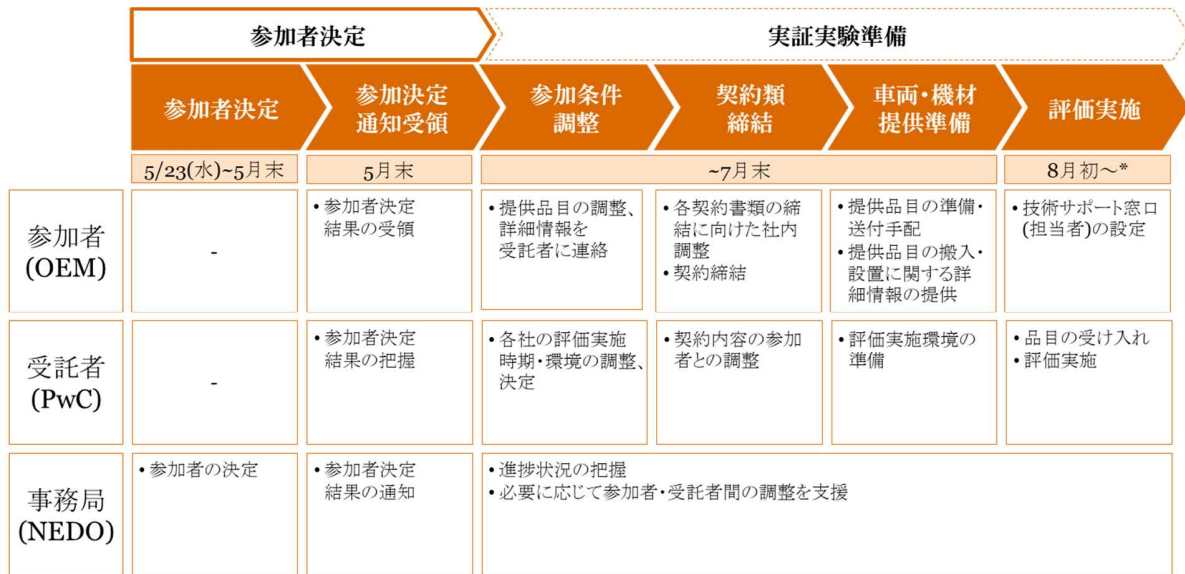 参加者決定
実証実験準備
参加者決定
参加決定
通知受領
参加条件
調整
契約類
締結
車両・機材
提供準備
評価実施
5/23(水)~5月末
5月末
~7月末
8月初～*
参加者
(OEM)
-
• 参加者決定
結果の受領
• 提供品目の調整、
詳細情報を
受託者に連絡
• 各契約書類の締
結に向けた社内
調整
• 契約締結
• 提供品目の準備・
送付手配
• 提供品目の搬入・
設置に関する詳
細情報の提供
• 技術サポート窓口
(担当者)の設定
受託者
(PwC)
-
• 参加者決定
結果の把握
• 各社の評価実施
時期・環境の調整、
決定
• 契約内容の参加
者との調整
• 評価実施環境の
準備
• 品目の受け入れ
• 評価実施
事務局
(NEDO)
• 参加者の決定
• 参加者決定
結果の通知
• 進捗状況の把握
• 必要に応じて参加者・受託者間の調整を支援